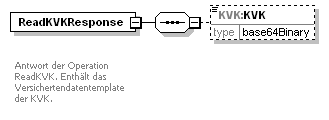 ReadKVKResponse
KVK:KVK
type base64Binary
Antwort der Operation
ReadKVK. Enthält das
Versichertendatentemplate
der KVK.